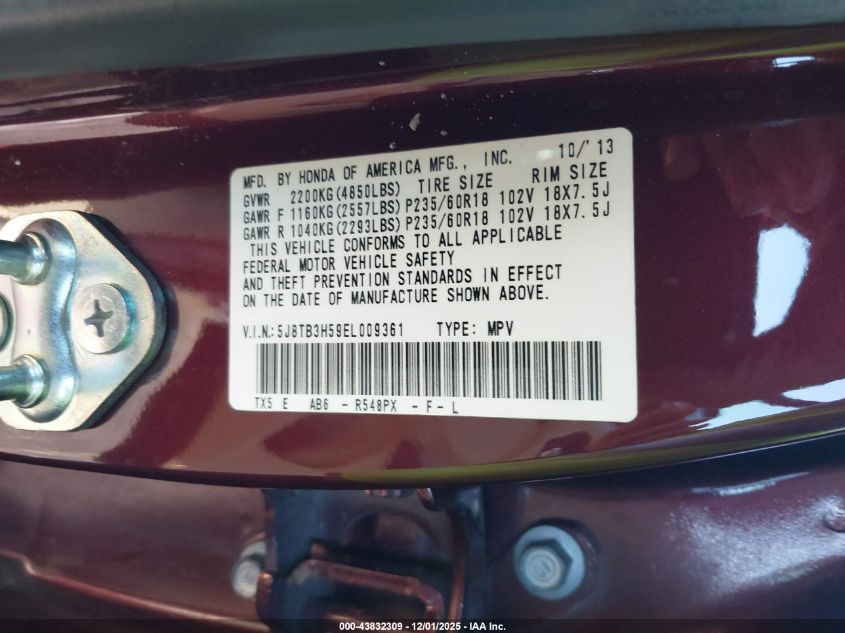 MFD. BY HONDA OF AMERICA MFG., INC. 10/'13
GVWR 2200KG(4850LBS) TIRE SIZE RIM SIZE
GAWR F 1160KG(2557LBS) P235/60R18 102V 18X7.5J
GAWR R 1040KG(2293LBS) P235/60R18 102V 18X7.5J
THIS VEHICLE CONFORMS TO ALL APPLICABLE
FEDERAL MOTOR VEHICLE SAFETY
AND THEFT PREVENTION STANDARDS IN EFFECT
ON THE DATE OF MANUFACTURE SHOWN ABOVE.
V.I.N.:5J8TB3H59EL009361 TYPE: MPV
TX5 E AB6 - R548PX - F - L
000-43832309 - 12/01/2025 - IAA Inc.